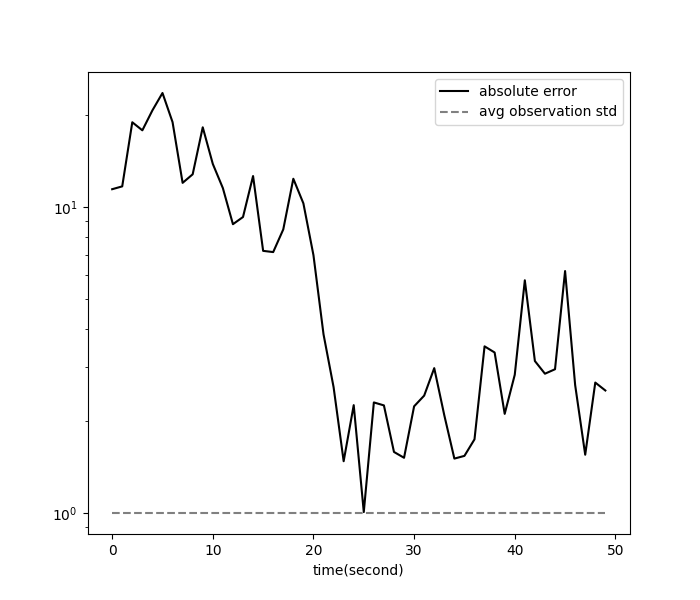 absolute error
avg observation std
10¹
10⁰
0 10 20 30 40 50
time(second)